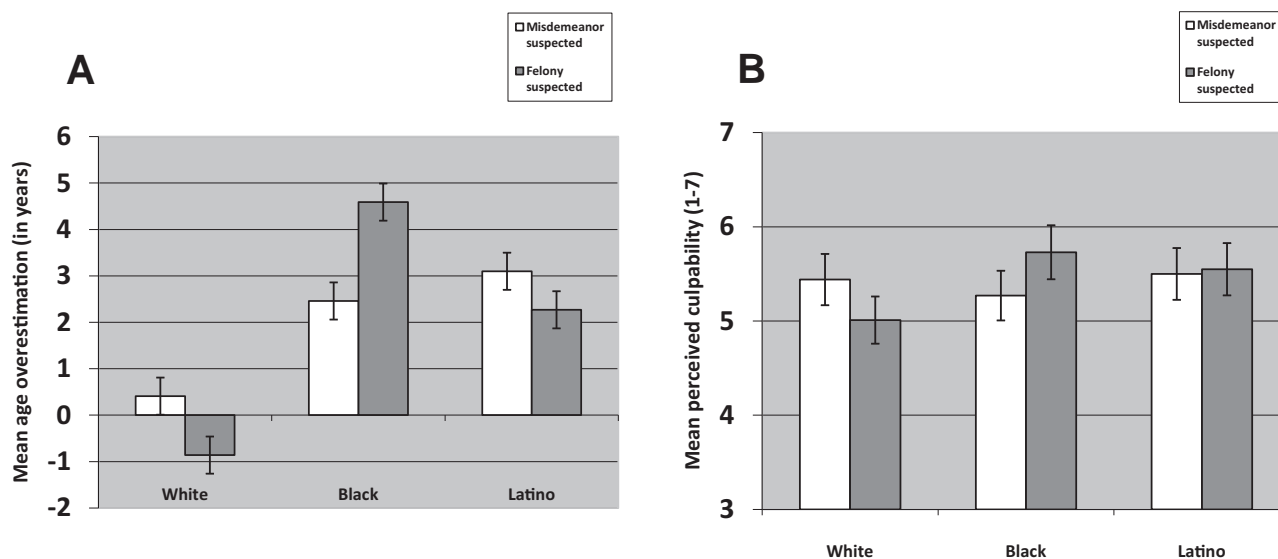 A
Misdemeanor
suspected
Felony
suspected
Mean age overestimation (in years)
6
5
4
3
2
1
0
-1
-2
White Black Latino
B
Misdemeanor
suspected
Felony
suspected
Mean perceived culpability (1-7)
7
6
5
4
3
White Black Latino